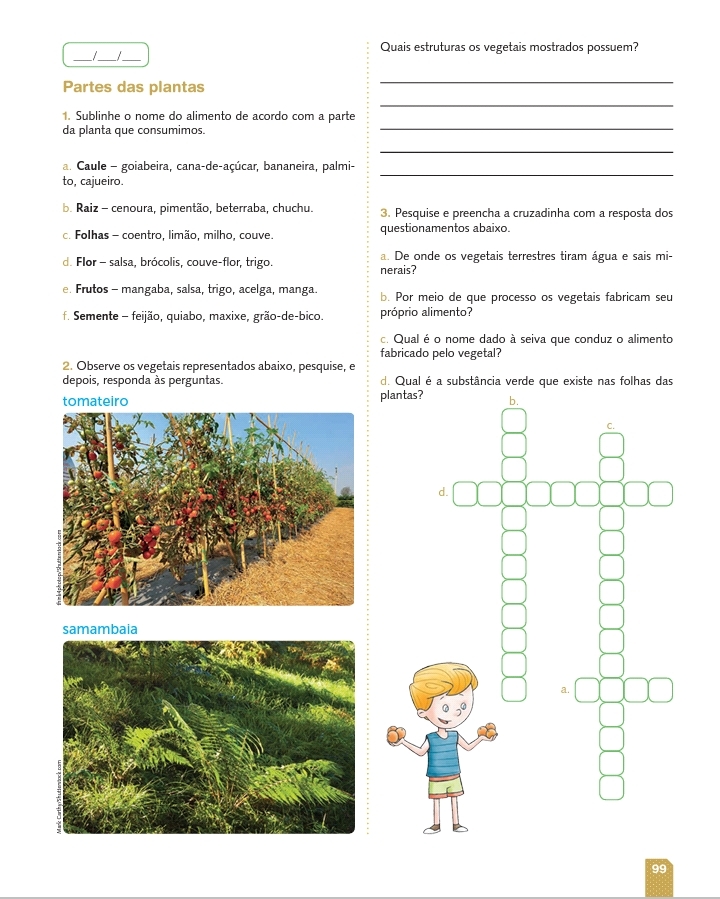 ___/___/___
Partes das plantas
1. Sublinhe o nome do alimento de acordo com a parte
da planta que consumimos.
a. Caule – goiabeira, cana-de-açúcar, bananeira, palmi-
to, cajueiro.
b. Raiz – cenoura, pimentão, beterraba, chuchu.
c. Folhas – coentro, limão, milho, couve.
d. Flor – salsa, brócolis, couve-flor, trigo.
e. Frutos – mangaba, salsa, trigo, acelga, manga.
f. Semente – feijão, quiabo, maxixe, grão-de-bico.
2. Observe os vegetais representados abaixo, pesquise, e
depois, responda às perguntas.
tomateiro
think4photop/Shutterstock.com
samambaia
Mark Carthy/Shutterstock.com
Quais estruturas os vegetais mostrados possuem?
3. Pesquise e preencha a cruzadinha com a resposta dos
questionamentos abaixo.
a. De onde os vegetais terrestres tiram água e sais mi-
nerais?
b. Por meio de que processo os vegetais fabricam seu
próprio alimento?
c. Qual é o nome dado à seiva que conduz o alimento
fabricado pelo vegetal?
d. Qual é a substância verde que existe nas folhas das
plantas?
b.
c.
d.
a.
99